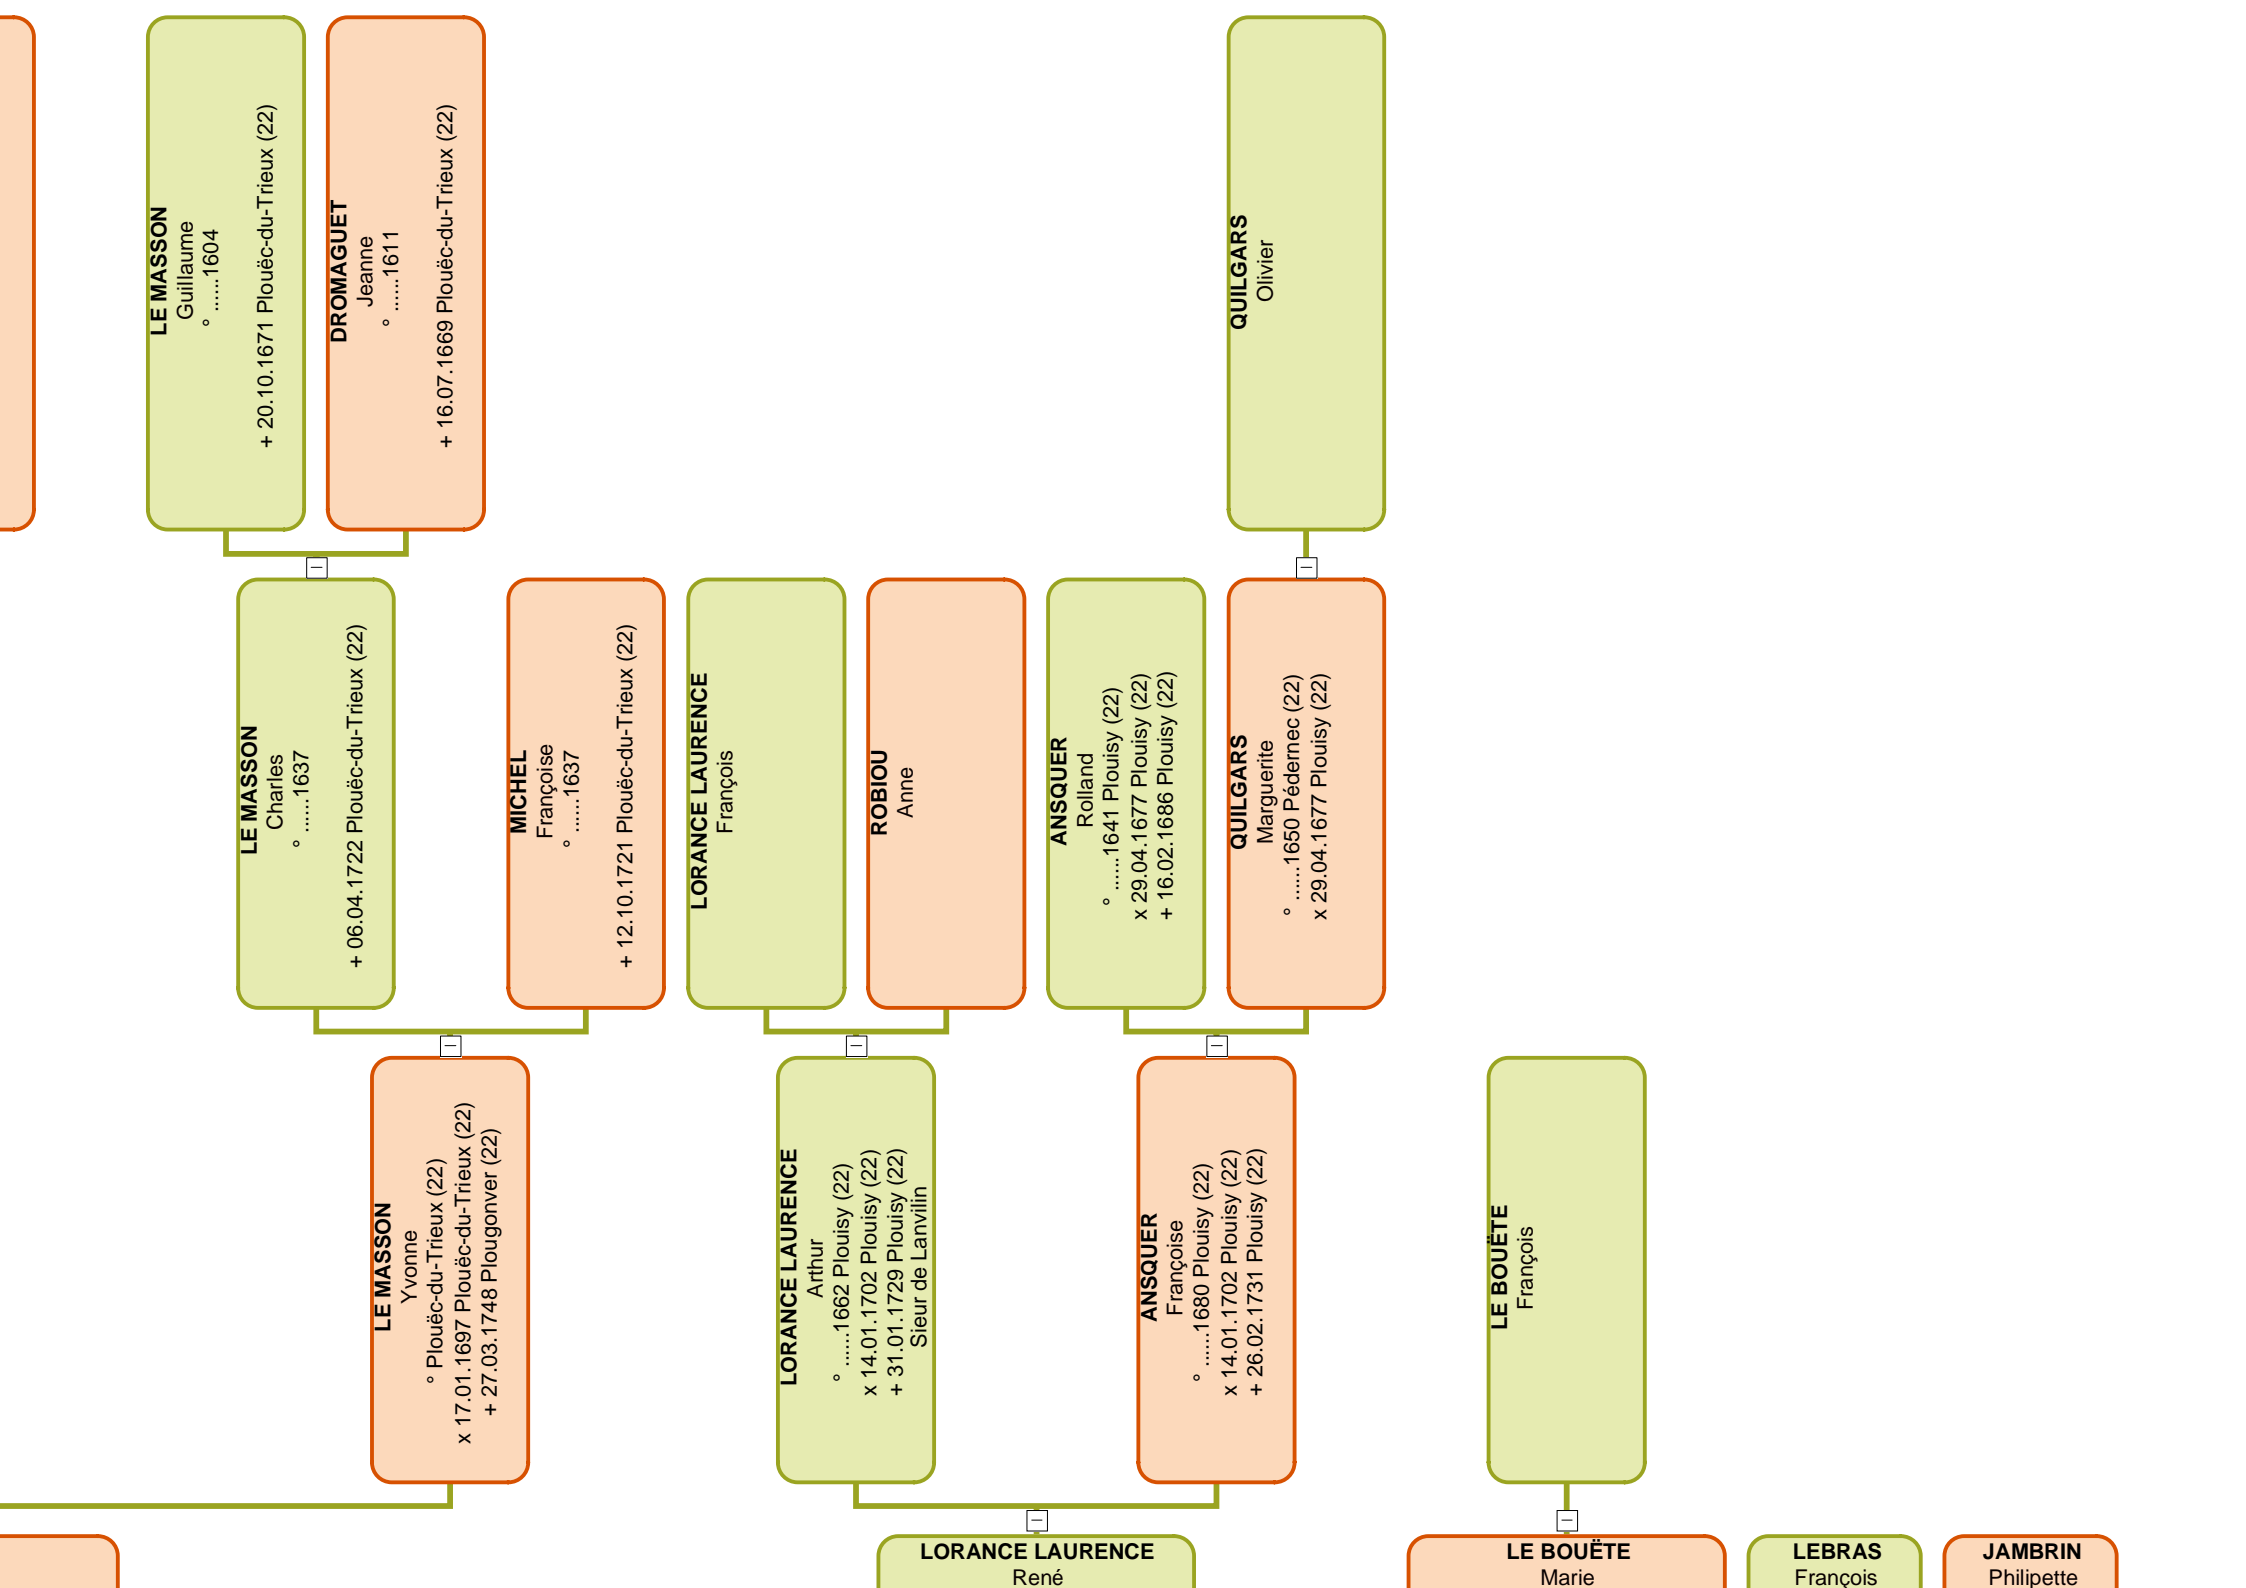 LE MASSON
Guillaume
° ......1604
+ 20.10.1671 Plouëc-du-Trieux (22)
DROMAGUET
Jeanne
° ......1611
+ 16.07.1669 Plouëc-du-Trieux (22)
QUILGARS
Olivier
LE MASSON
Charles
° ......1637
+ 06.04.1722 Plouëc-du-Trieux (22)
MICHEL
Françoise
° ......1637
+ 12.10.1721 Plouëc-du-Trieux (22)
LORANCE LAURENCE
François
ROBIOU
Anne
ANSQUER
Rolland
° ......1641 Plouisy (22)
x 29.04.1677 Plouisy (22)
+ 16.02.1686 Plouisy (22)
QUILGARS
Marguerite
° ......1650 Pédernec (22)
x 29.04.1677 Plouisy (22)
LE MASSON
Yvonne
° Plouëc-du-Trieux (22)
x 17.01.1697 Plouëc-du-Trieux (22)
+ 27.03.1748 Plougonver (22)
LORANCE LAURENCE
Arthur
° ......1662 Plouisy (22)
x 14.01.1702 Plouisy (22)
+ 31.01.1729 Plouisy (22)
Sieur de Lanvilin
ANSQUER
Françoise
° ......1680 Plouisy (22)
x 14.01.1702 Plouisy (22)
+ 26.02.1731 Plouisy (22)
LE BOUËTE
François
LORANCE LAURENCE
René
LE BOUËTE
Marie
LEBRAS
François
JAMBRIN
Philipette